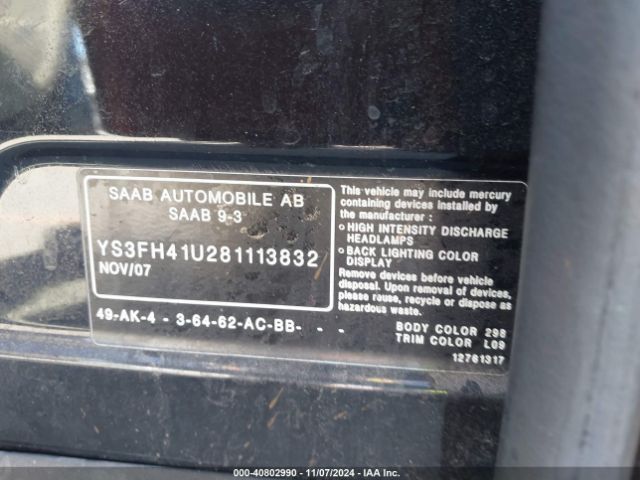 SAAB AUTOMOBILE AB
SAAB 9-3
YS3FH41U281113832
NOV/07
49-AK-4 - 3-64-62-AC-BB- - -
This vehicle may include mercury
containing devices installed by
the manufacturer :
o HIGH INTENSITY DISCHARGE
HEADLAMPS
o BACK LIGHTING COLOR
DISPLAY
Remove devices before vehicle
disposal. Upon removal of devices,
please reuse, recycle or dispose as
hazardous waste.
BODY COLOR 298
TRIM COLOR L09
12761317
000-40802990 - 11/07/2024 - IAA Inc.